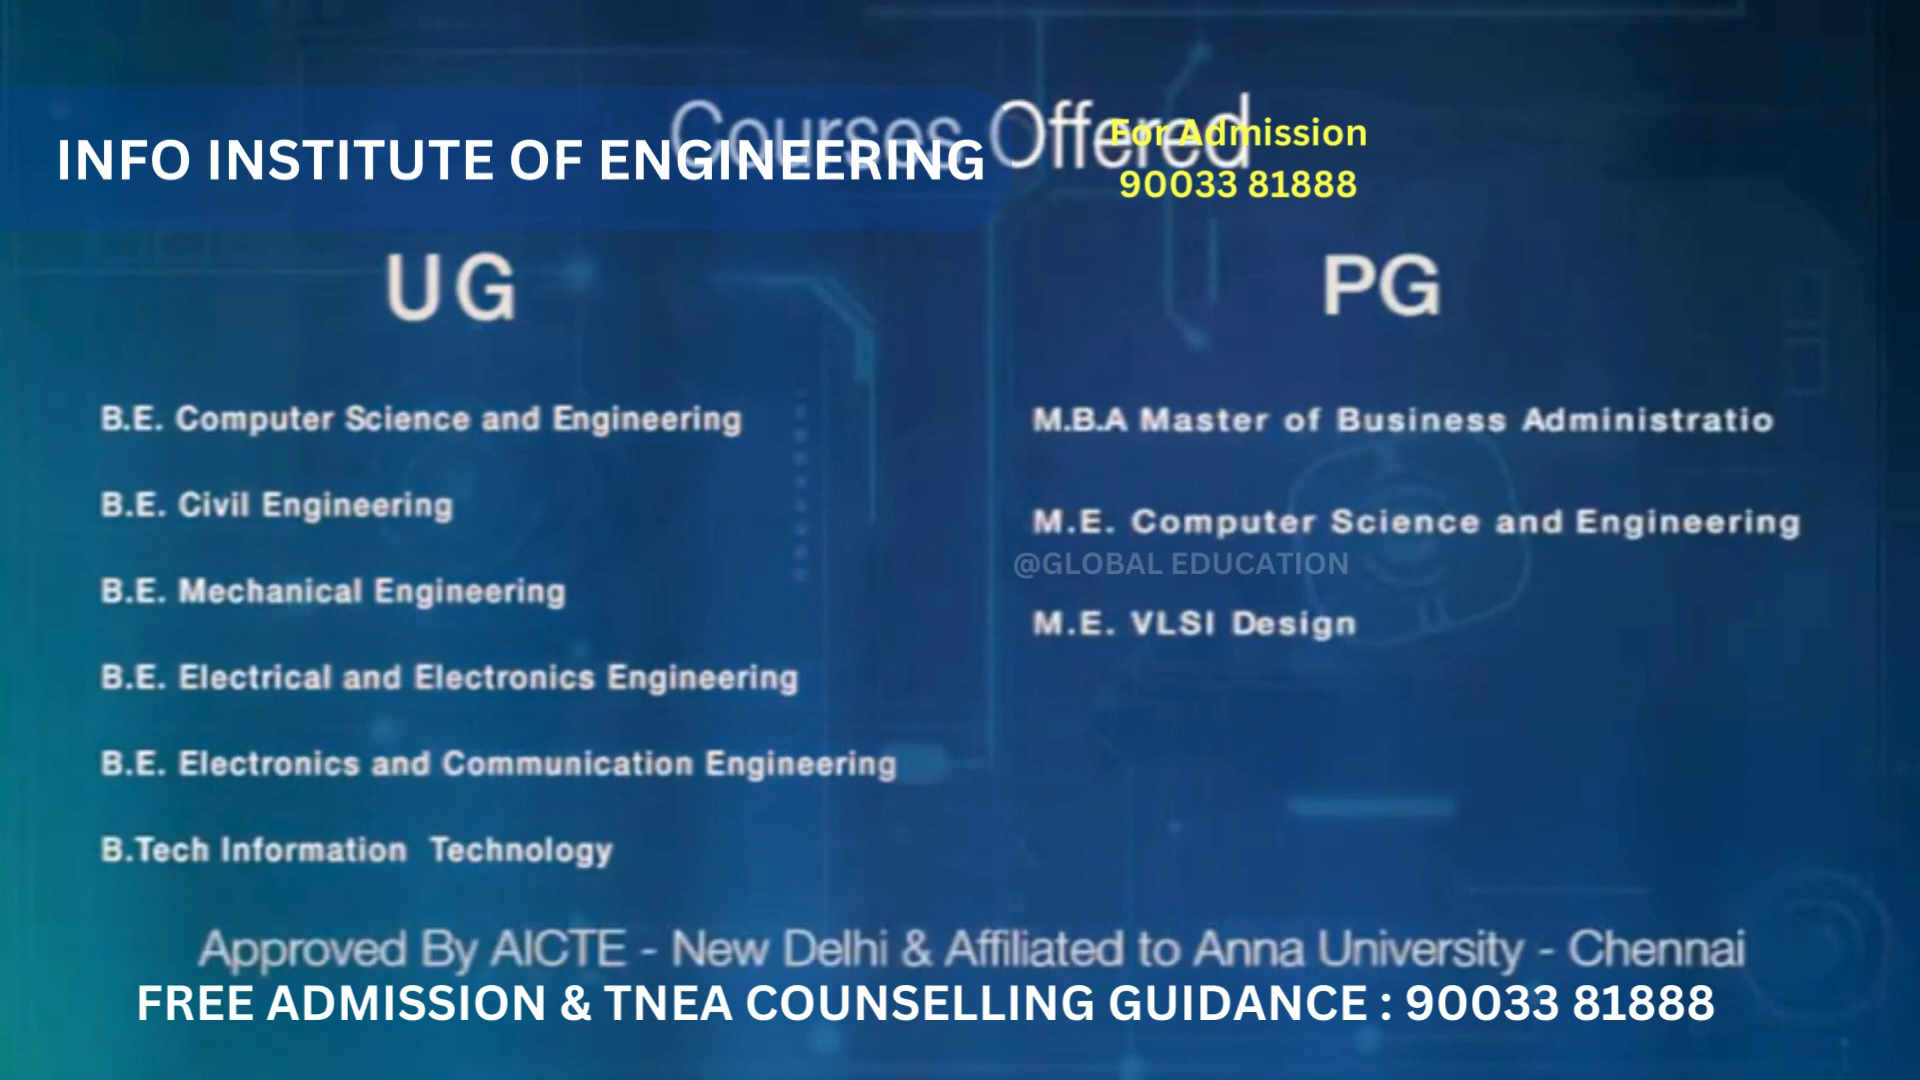 Courses Offered
INFO INSTITUTE OF ENGINEERING
For Admission
90033 81888
UG
B.E. Computer Science and Engineering
B.E. Civil Engineering
B.E. Mechanical Engineering
B.E. Electrical and Electronics Engineering
B.E. Electronics and Communication Engineering
B.Tech Information Technology
PG
M.B.A Master of Business Administratio
M.E. Computer Science and Engineering
@GLOBAL EDUCATION
M.E. VLSI Design
Approved By AICTE - New Delhi & Affiliated to Anna University - Chennai
FREE ADMISSION & TNEA COUNSELLING GUIDANCE : 90033 81888